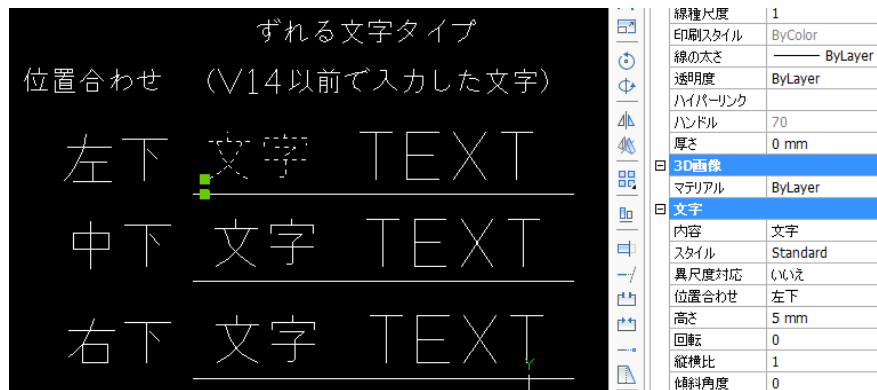 ずれる文字タイプ
位置合わせ (V14以前で入力した文字)
左下 文字 TEXT
中下 文字 TEXT
右下 文字 TEXT
Y
線種尺度 1
印刷スタイル ByColor
線の太さ ByLayer
透明度 ByLayer
ハイパーリンク
ハンドル 70
厚さ 0 mm
3D画像
マテリアル ByLayer
文字
内容 文字
スタイル Standard
異尺度対応 いいえ
位置合わせ 左下
高さ 5 mm
回転 0
縦横比 1
傾斜角度 0